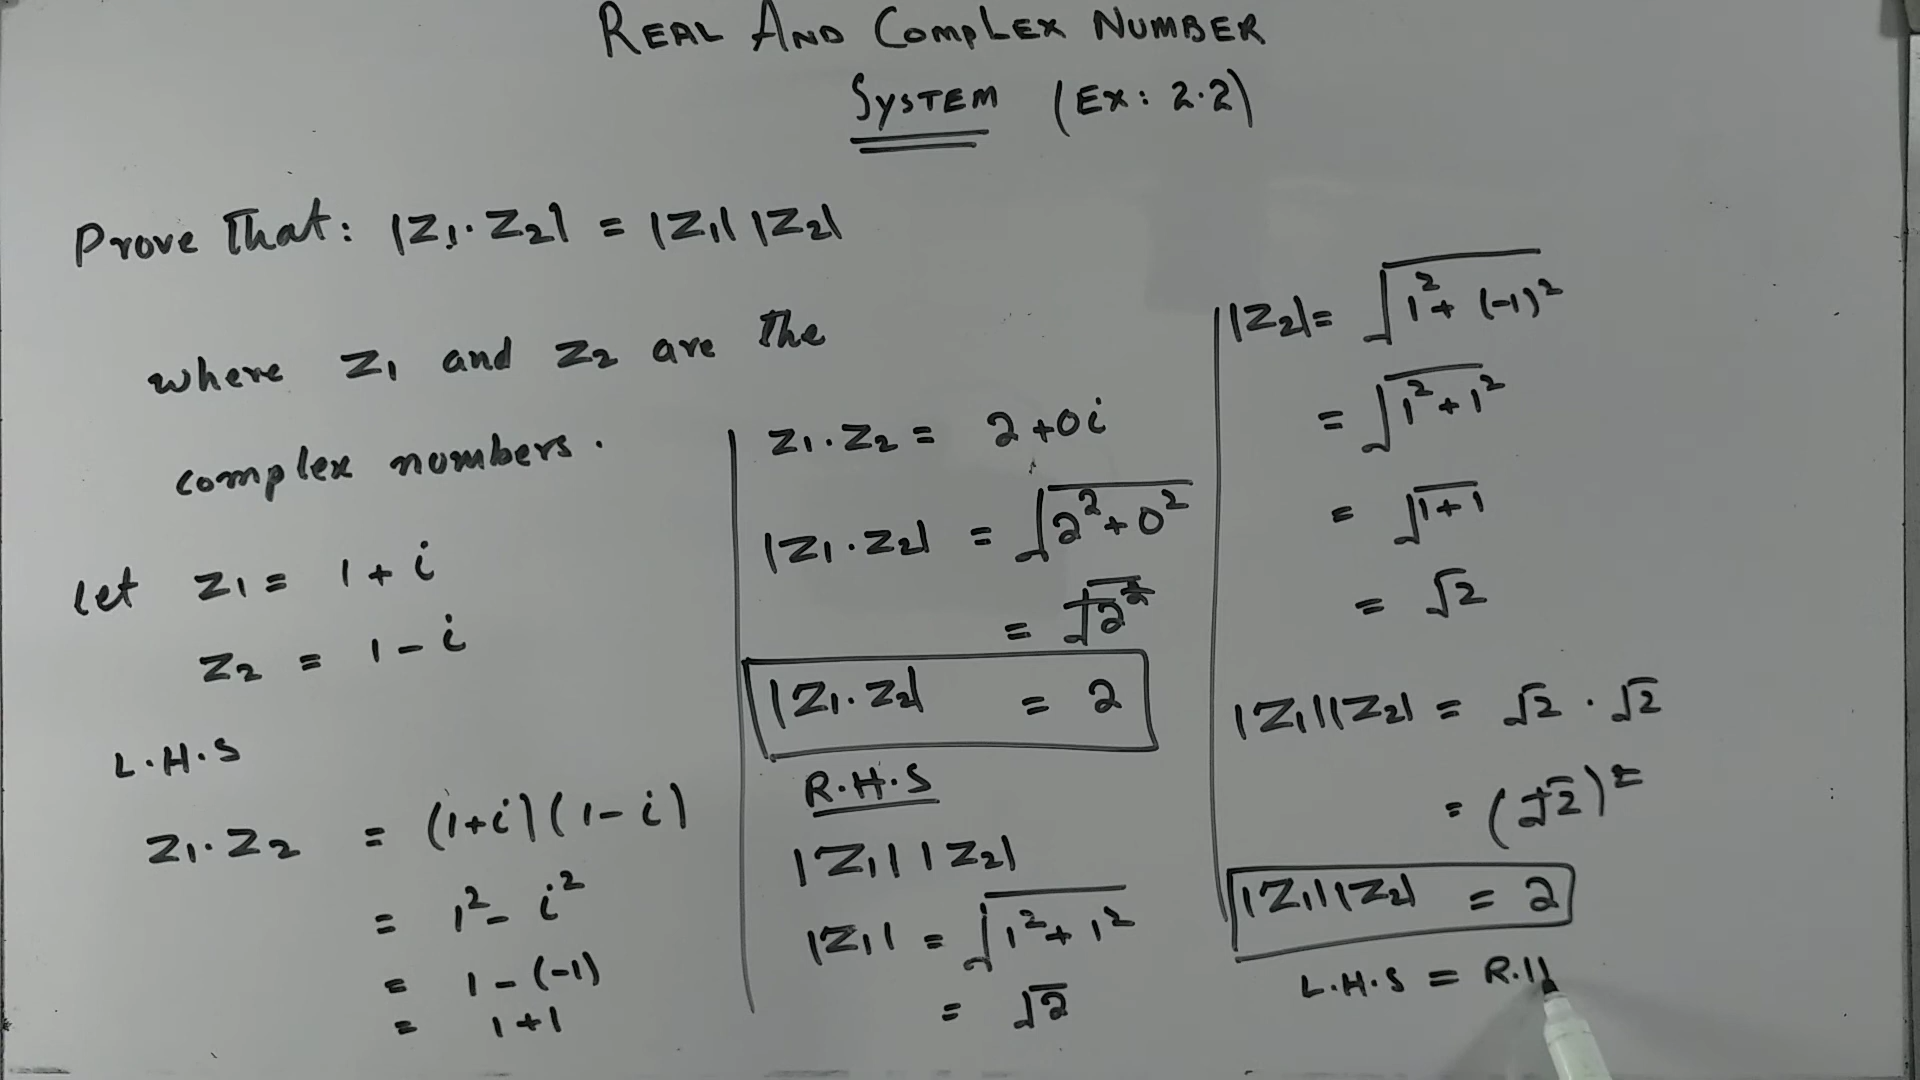 REAL AND COMPLEX NUMBER
SYSTEM (EX: 2.2)
Prove That: |Z₁.Z₂| = |Z₁| |Z₂|
where Z₁ and Z₂ are the
complex numbers.
Let Z₁ = 1 + i
Z₂ = 1 - i
L.H.S
Z₁.Z₂ = (1+i)(1-i)
= 1² - i²
= 1 - (-1)
= 1+1
Z₁.Z₂ = 2 + 0i
|Z₁.Z₂| = √(2² + 0²)
= √2²
|Z₁.Z₂| = 2
R.H.S
|Z₁| |Z₂|
|Z₁| = √(1² + 1²)
= √2
|Z₂| = √(1² + (-1)²)
= √(1² + 1²)
= √(1+1)
= √2
|Z₁||Z₂| = √2 . √2
= (√2)²
|Z₁||Z₂| = 2
L.H.S = R.H